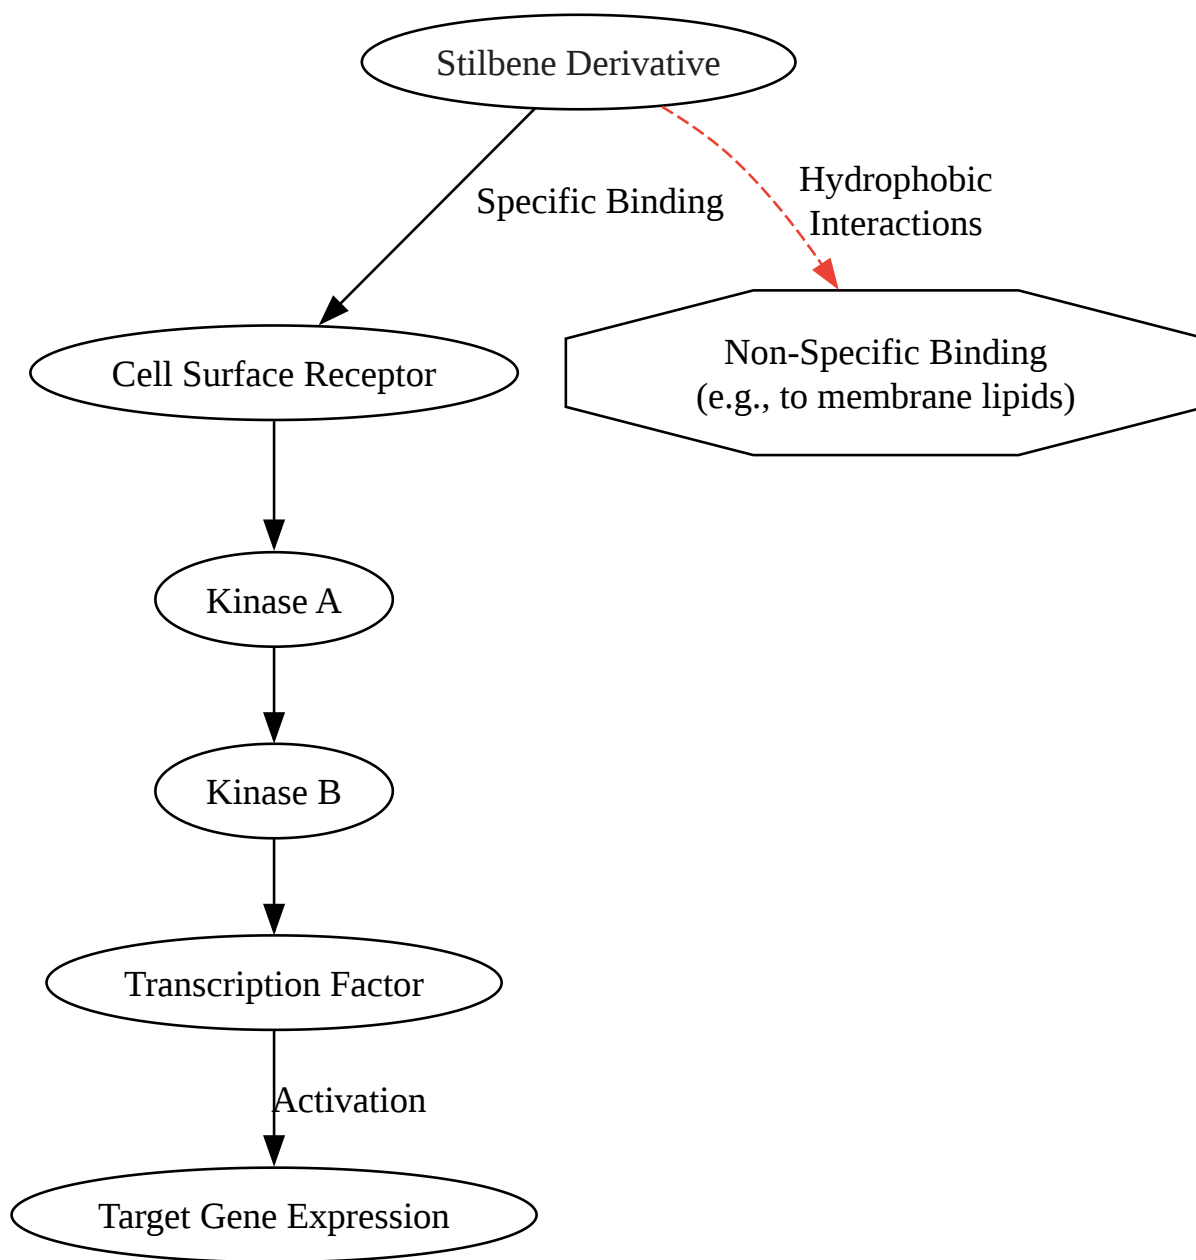 Stilbene Derivative
Specific Binding
Hydrophobic
Interactions
Cell Surface Receptor
Non-Specific Binding
(e.g., to membrane lipids)
Kinase A
Kinase B
Transcription Factor
Activation
Target Gene Expression